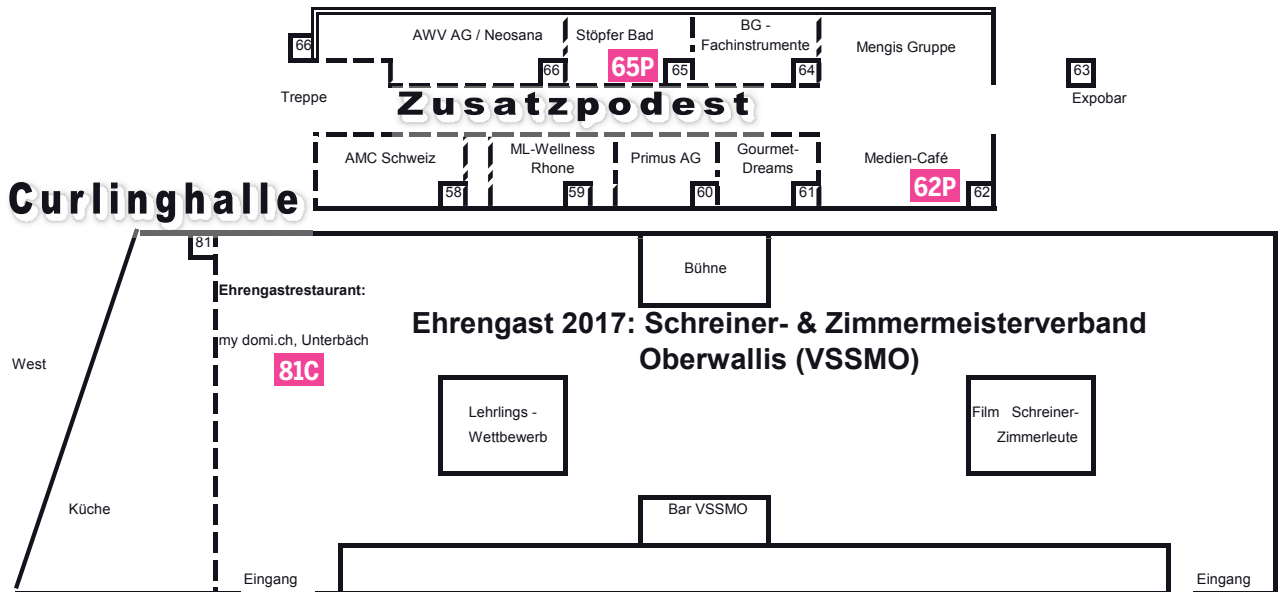 AWV AG / Neosana
Stöpfer Bad
BG -
Fachinstrumente
Mengis Gruppe
66
66
65P
65
64
63
Treppe
Zusatzpodest
Expobar
AMC Schweiz
ML-Wellness
Rhone
Primus AG
Gourmet-
Dreams
Medien-Café
58
59
60
61
62P
62
Curlinghalle
81
Bühne
Ehrengastrestaurant:
my domi.ch, Unterbäch
81C
Ehrengast 2017: Schreiner- & Zimmermeisterverband
Oberwallis (VSSMO)
West
Lehrlings -
Wettbewerb
Film Schreiner-
Zimmerleute
Küche
Bar VSSMO
Eingang
Eingang